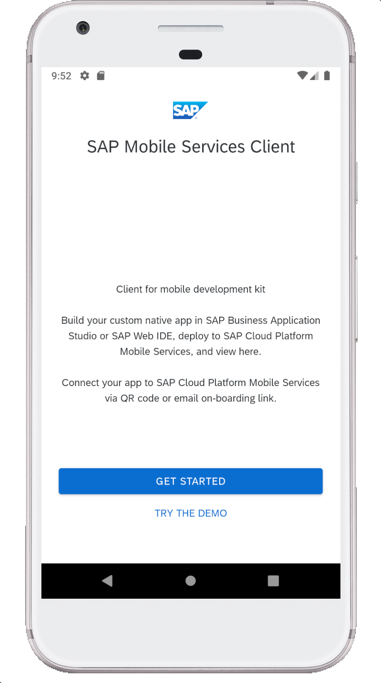 9:52
SAP
SAP Mobile Services Client
Client for mobile development kit
Build your custom native app in SAP Business Application
Studio or SAP Web IDE, deploy to SAP Cloud Platform
Mobile Services, and view here.
Connect your app to SAP Cloud Platform Mobile Services
via QR code or email on-boarding link.
GET STARTED
TRY THE DEMO